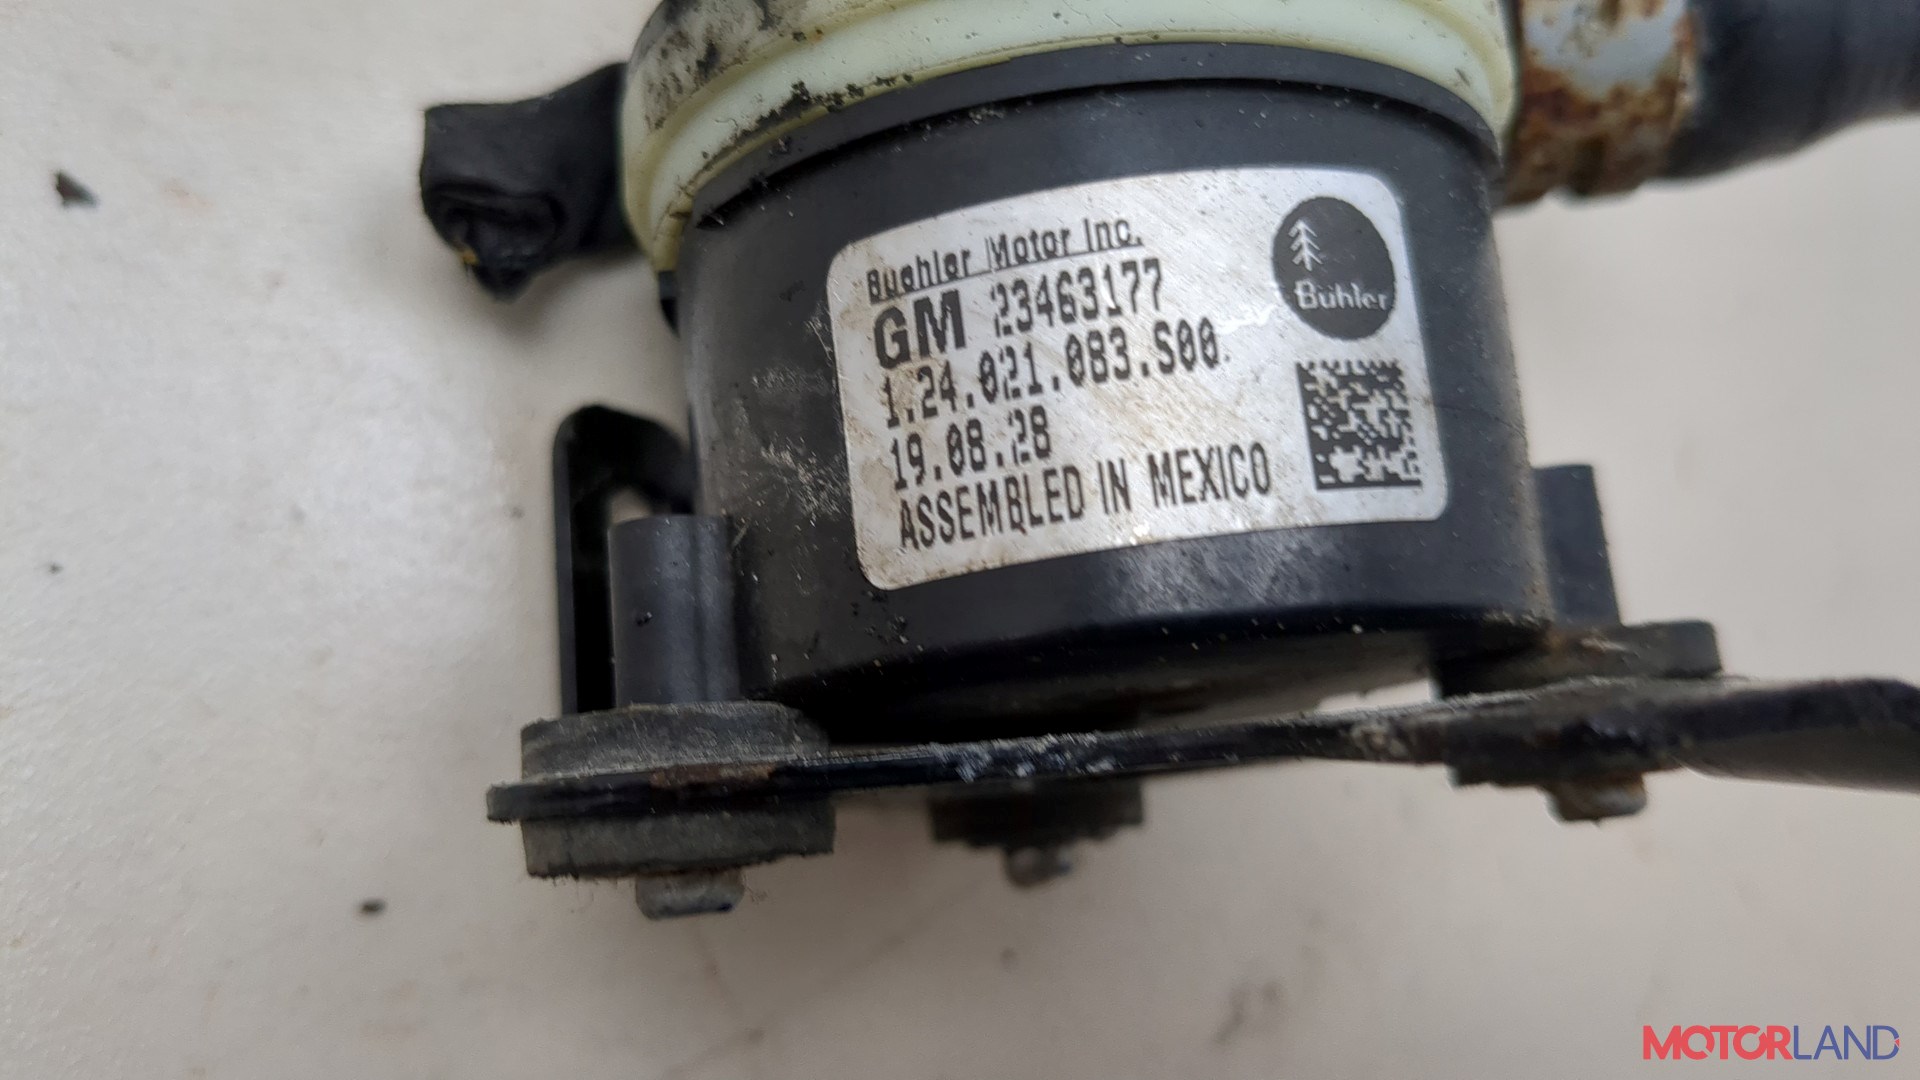 Buehler Motor Inc.
GM 23463177
1.24.021.083.S00
19.08.28
ASSEMBLED IN MEXICO
Bühler
MOTORLAND